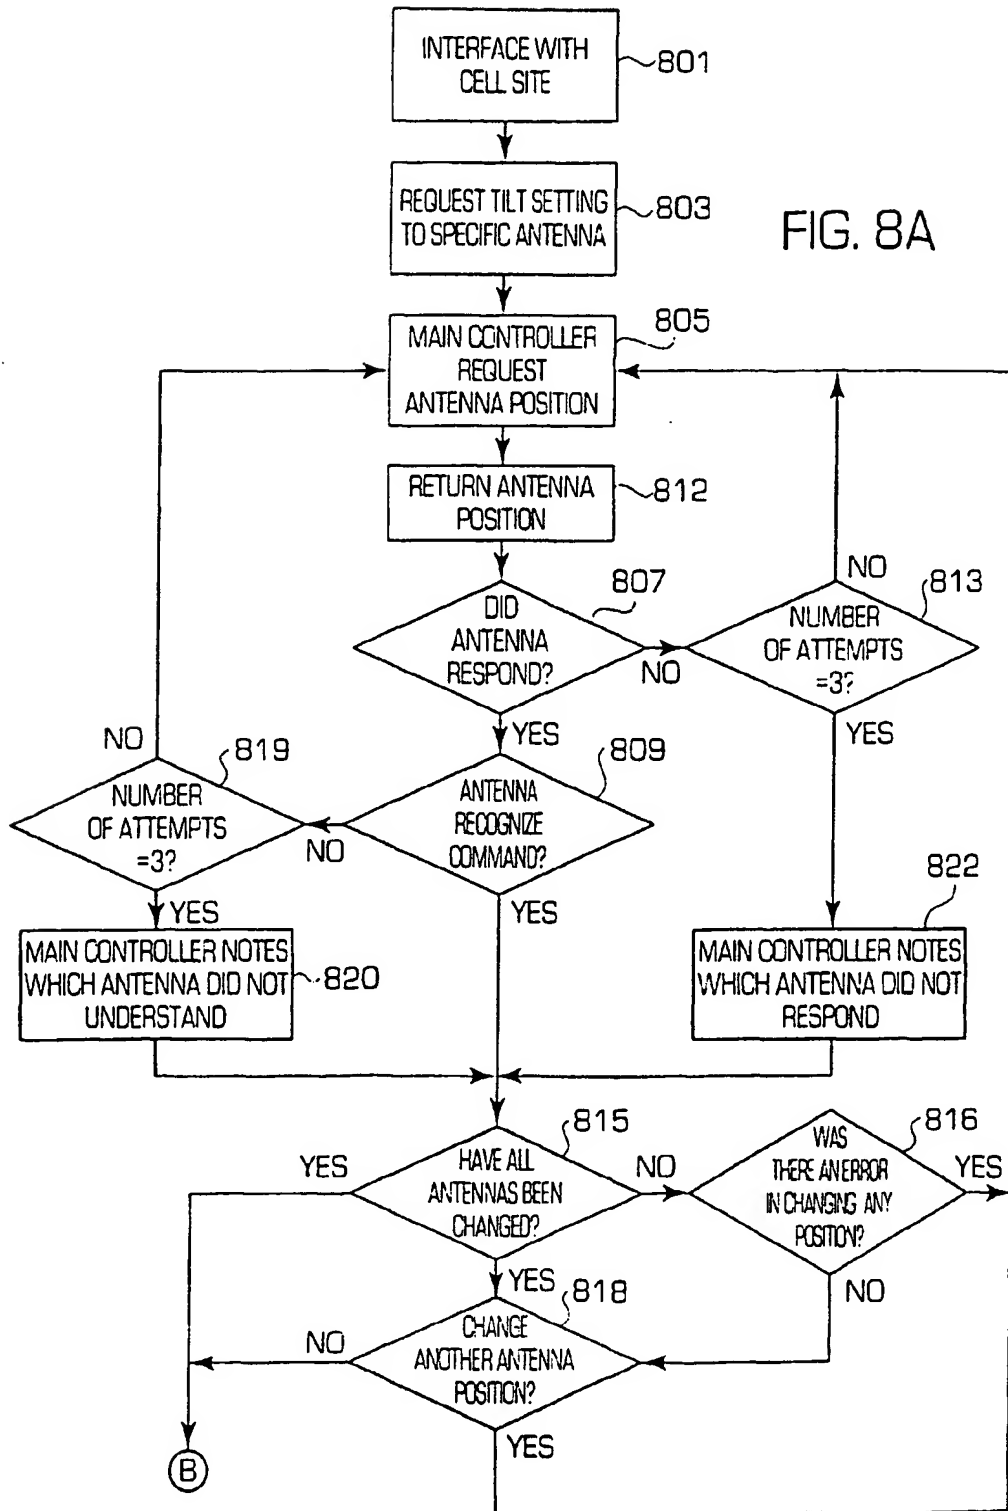 INTERFACE WITH
CELL SITE
801
REQUEST TILT SETTING
TO SPECIFIC ANTENNA
803
FIG. 8A
MAIN CONTROLLER
REQUEST
ANTENNA POSITION
805
RETURN ANTENNA
POSITION
812
DID
ANTENNA
RESPOND?
807
NO
YES
NUMBER
OF ATTEMPTS
=3?
813
NO
YES
ANTENNA
RECOGNIZE
COMMAND?
809
NO
YES
NUMBER
OF ATTEMPTS
=3?
819
NO
YES
MAIN CONTROLLER NOTES
WHICH ANTENNA DID NOT
UNDERSTAND
820
MAIN CONTROLLER NOTES
WHICH ANTENNA DID NOT
RESPOND
822
HAVE ALL
ANTENNAS BEEN
CHANGED?
815
YES
NO
YES
WAS
THERE AN ERROR
IN CHANGING ANY
POSITION?
816
YES
NO
CHANGE
ANOTHER ANTENNA
POSITION?
818
NO
YES
B